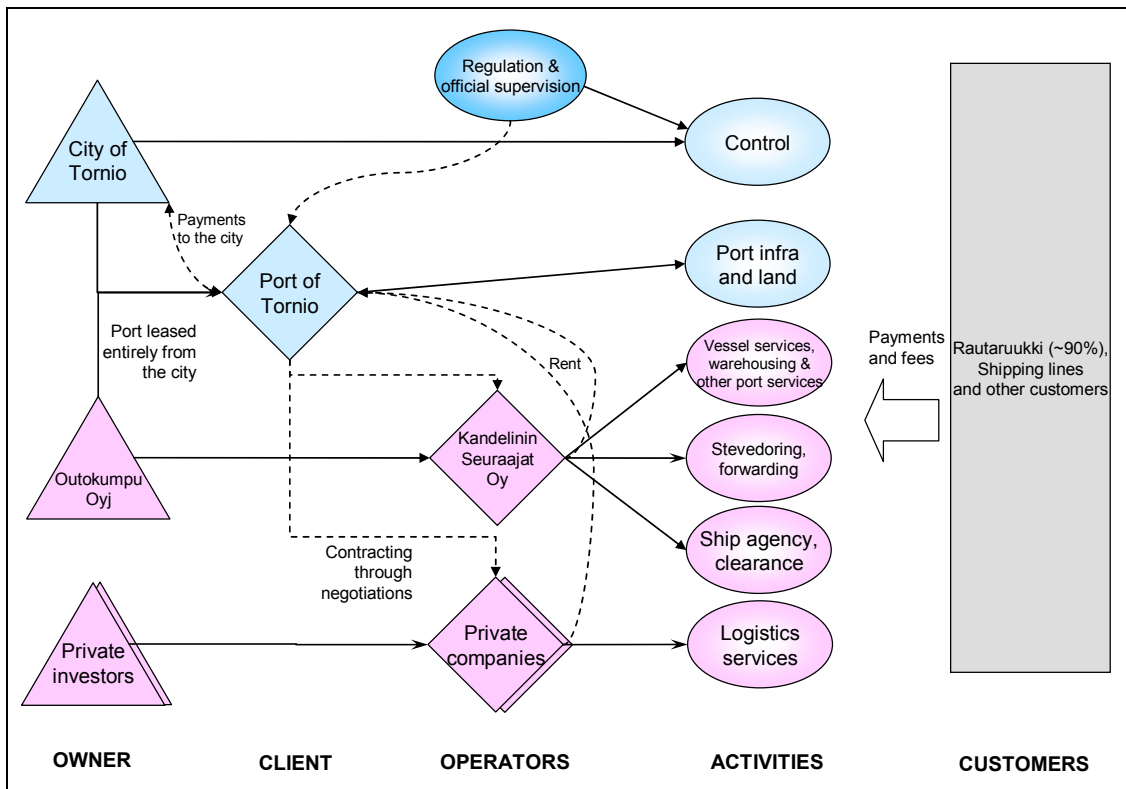 Regulation &
official supervision
City of
Tornio
Control
Payments
to the city
Port of
Tornio
Port infra
and land
Port leased
entirely from
the city
Rent
Vessel services,
warehousing &
other port services
Payments
and fees
Rautaruukki (~90%),
Shipping lines
and other customers
Outokumpu
Oyj
Kandelinin
Seuraajat
Oy
Stevedoring,
forwarding
Ship agency,
clearance
Contracting
through
negotiations
Private
investors
Private
companies
Logistics
services
OWNER
CLIENT
OPERATORS
ACTIVITIES
CUSTOMERS